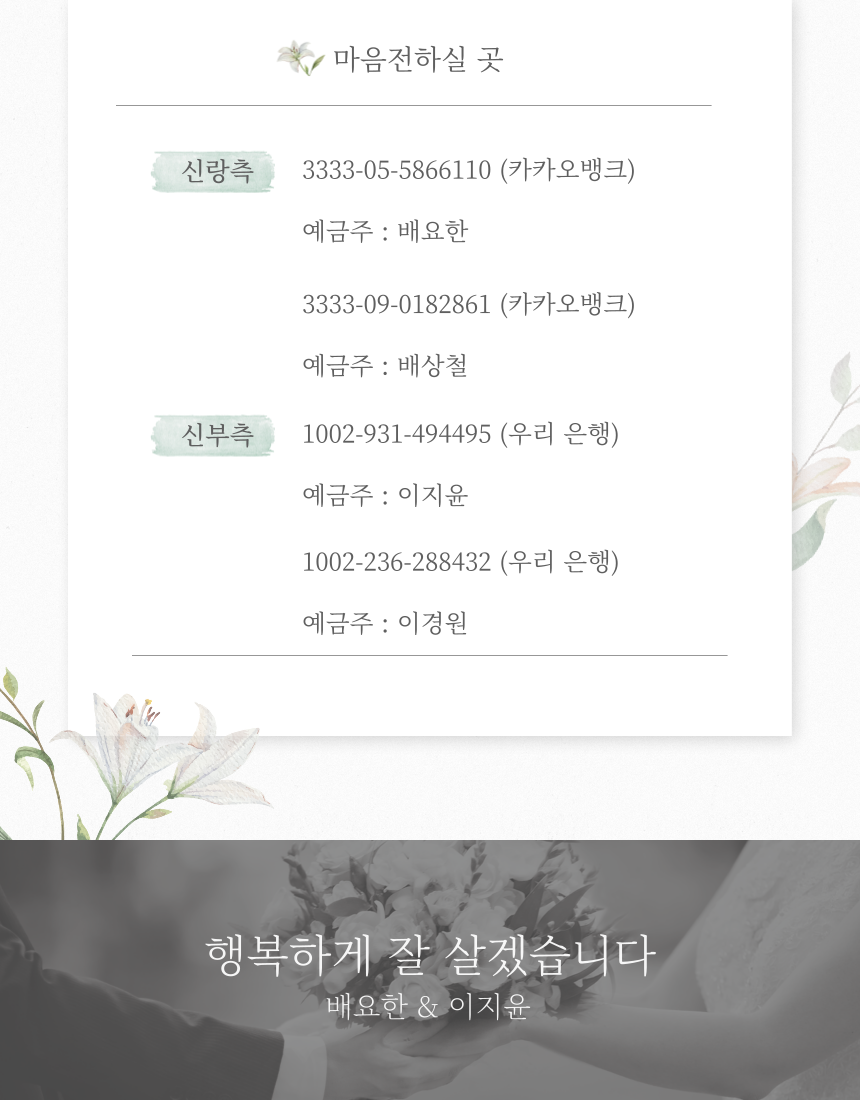 마음전하실 곳
신랑측 3333-05-5866110 (카카오뱅크)
예금주 : 배요한
3333-09-0182861 (카카오뱅크)
예금주 : 배상철
신부측 1002-931-494495 (우리 은행)
예금주 : 이지윤
1002-236-288432 (우리 은행)
예금주 : 이경원
행복하게 잘 살겠습니다
배요한 & 이지윤